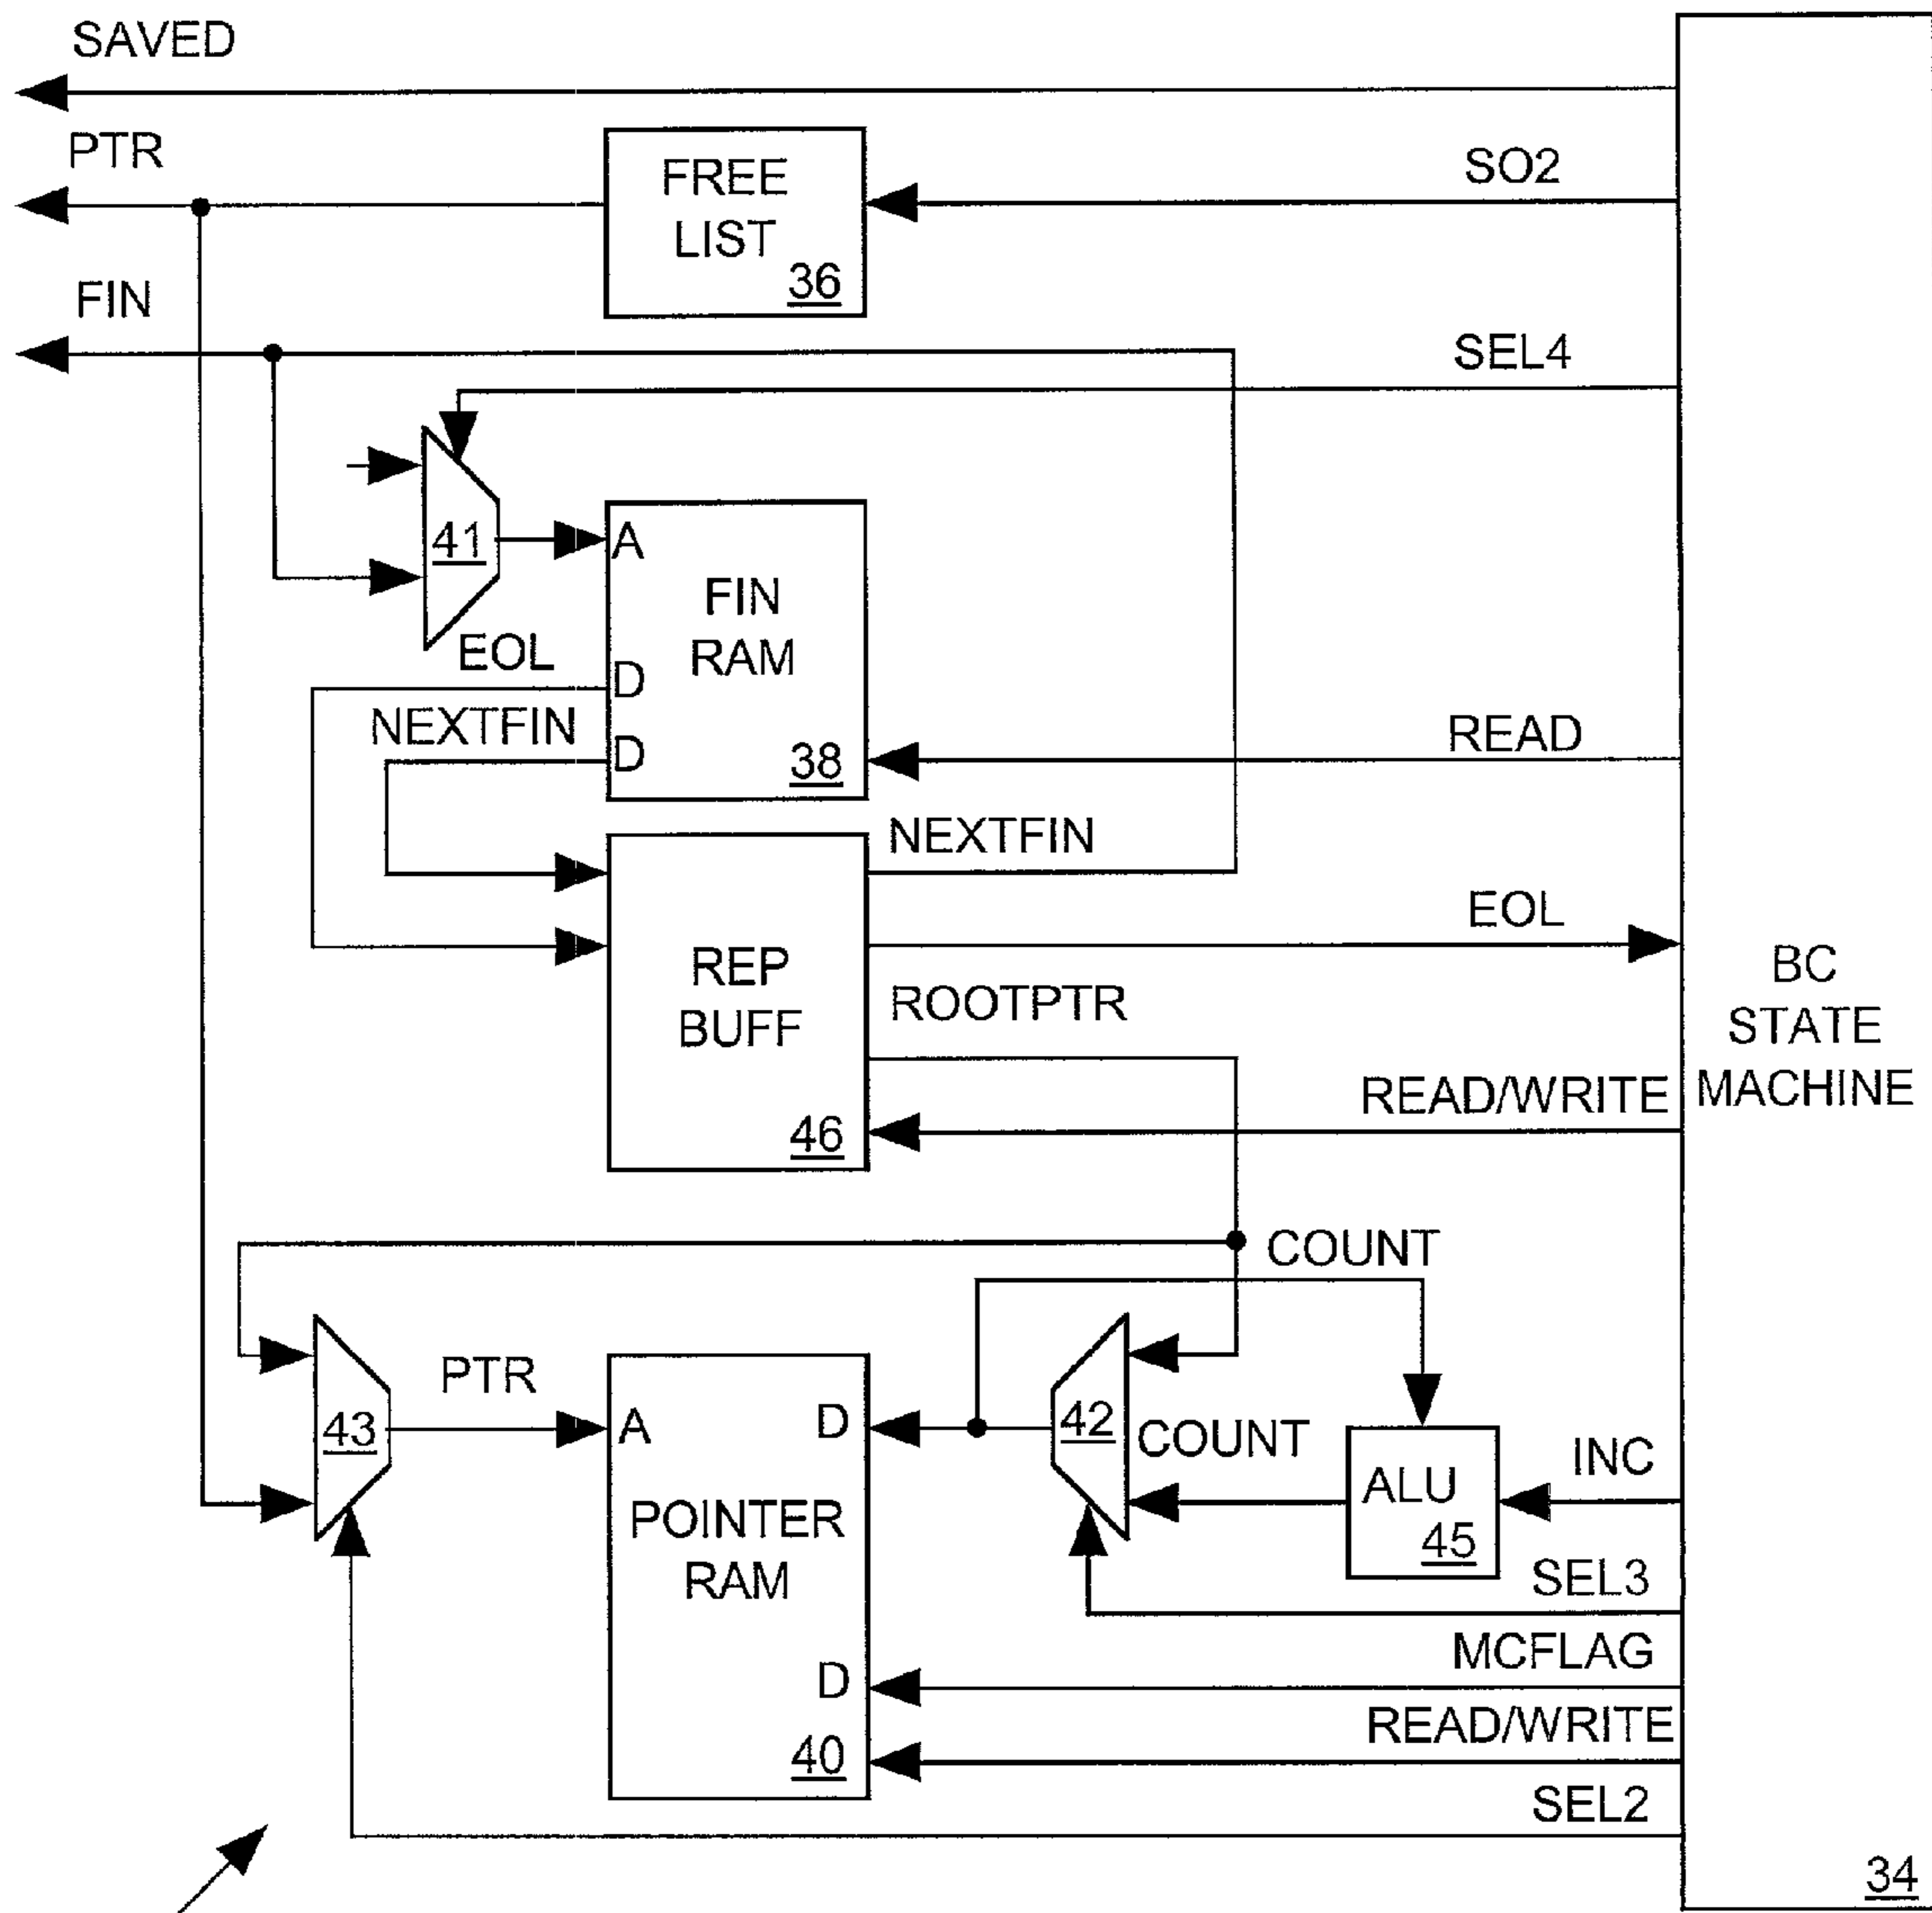 SAVED
PTR
FREE
LIST
36
SO2
FIN
SEL4
41
A
FIN
RAM
EOL
D
NEXTFIN
D
38
READ
NEXTFIN
EOL
REP
BUFF
ROOTPTR
BC
STATE
MACHINE
READ/WRITE
46
COUNT
PTR
43
A
D
42
COUNT
ALU
45
INC
POINTER
RAM
SEL3
MCFLAG
D
READ/WRITE
40
SEL2
34